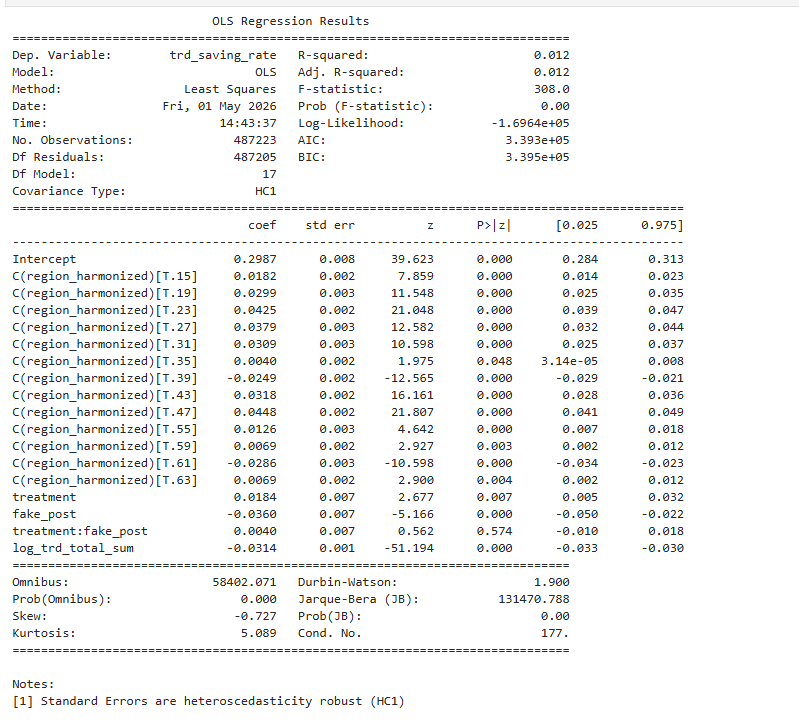 OLS Regression Results
==============================================================================
Dep. Variable: trd_saving_rate R-squared: 0.012
Model: OLS Adj. R-squared: 0.012
Method: Least Squares F-statistic: 308.0
Date: Fri, 01 May 2026 Prob (F-statistic): 0.00
Time: 14:43:37 Log-Likelihood: -1.6964e+05
No. Observations: 487223 AIC: 3.393e+05
Df Residuals: 487205 BIC: 3.395e+05
Df Model: 17
Covariance Type: HC1
==============================================================================
coef std err z P>|z| [0.025 0.975]
------------------------------------------------------------------------------
Intercept 0.2987 0.008 39.623 0.000 0.284 0.313
C(region_harmonized)[T.15] 0.0182 0.002 7.859 0.000 0.014 0.023
C(region_harmonized)[T.19] 0.0299 0.003 11.548 0.000 0.025 0.035
C(region_harmonized)[T.23] 0.0425 0.002 21.048 0.000 0.039 0.047
C(region_harmonized)[T.27] 0.0379 0.003 12.582 0.000 0.032 0.044
C(region_harmonized)[T.31] 0.0309 0.003 10.598 0.000 0.025 0.037
C(region_harmonized)[T.35] 0.0040 0.002 1.975 0.048 3.14e-05 0.008
C(region_harmonized)[T.39] -0.0249 0.002 -12.565 0.000 -0.029 -0.021
C(region_harmonized)[T.43] 0.0318 0.002 16.161 0.000 0.028 0.036
C(region_harmonized)[T.47] 0.0448 0.002 21.807 0.000 0.041 0.049
C(region_harmonized)[T.55] 0.0126 0.003 4.642 0.000 0.007 0.018
C(region_harmonized)[T.59] 0.0069 0.002 2.927 0.003 0.002 0.012
C(region_harmonized)[T.61] -0.0286 0.003 -10.598 0.000 -0.034 -0.023
C(region_harmonized)[T.63] 0.0069 0.002 2.900 0.004 0.002 0.012
treatment 0.0184 0.007 2.677 0.007 0.005 0.032
fake_post -0.0360 0.007 -5.166 0.000 -0.050 -0.022
treatment:fake_post 0.0040 0.007 0.562 0.574 -0.010 0.018
log_trd_total_sum -0.0314 0.001 -51.194 0.000 -0.033 -0.030
==============================================================================
Omnibus: 58402.071 Durbin-Watson: 1.900
Prob(Omnibus): 0.000 Jarque-Bera (JB): 131470.788
Skew: -0.727 Prob(JB): 0.00
Kurtosis: 5.089 Cond. No. 177.
==============================================================================
Notes:
[1] Standard Errors are heteroscedasticity robust (HC1)